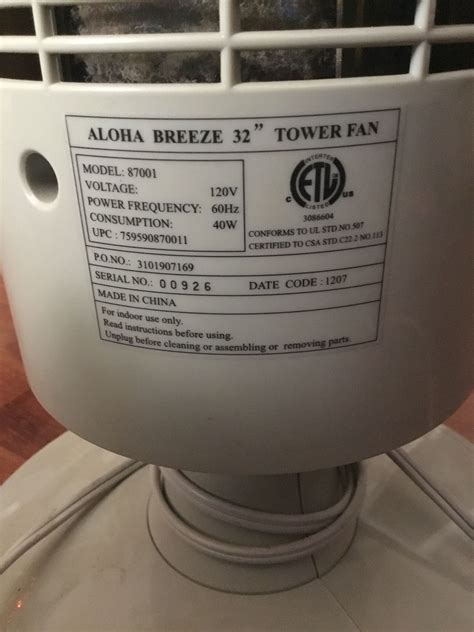 ALOHA BREEZE 32” TOWER FAN
MODEL: 87001
VOLTAGE: 120V
POWER FREQUENCY: 60Hz
CONSUMPTION: 40W
UPC : 759590870011
INTERTEK
C ETL US
LISTED
3086604
CONFORMS TO UL STD.NO.507
CERTIFIED TO CSA STD.C22.2 NO.113
P.O.NO.: 3101907169
SERIAL NO.: 00926 DATE CODE : 1207
MADE IN CHINA
For indoor use only.
Read instructions before using.
Unplug before cleaning or assembling or removing parts.